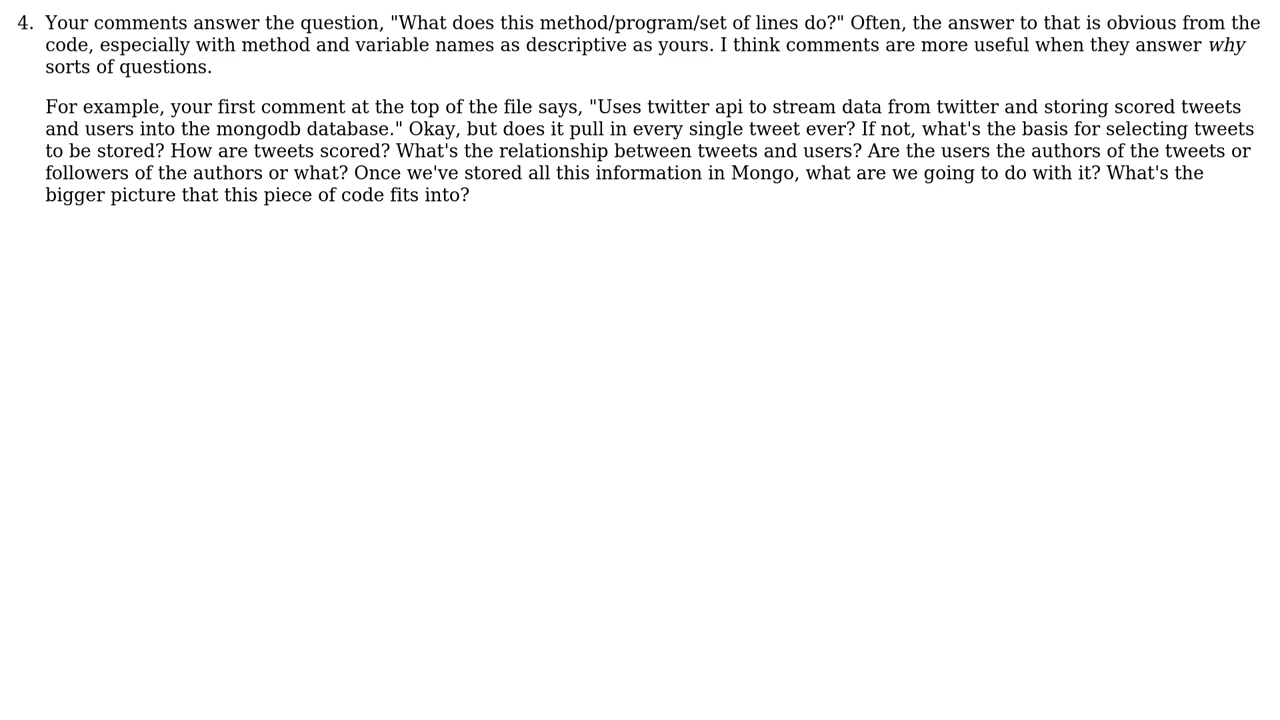 4. Your comments answer the question, "What does this method/program/set of lines do?" Often, the answer to that is obvious from the
code, especially with method and variable names as descriptive as yours. I think comments are more useful when they answer why
sorts of questions.
For example, your first comment at the top of the file says, "Uses twitter api to stream data from twitter and storing scored tweets
and users into the mongodb database." Okay, but does it pull in every single tweet ever? If not, what's the basis for selecting tweets
to be stored? How are tweets scored? What's the relationship between tweets and users? Are the users the authors of the tweets or
followers of the authors or what? Once we've stored all this information in Mongo, what are we going to do with it? What's the
bigger picture that this piece of code fits into?